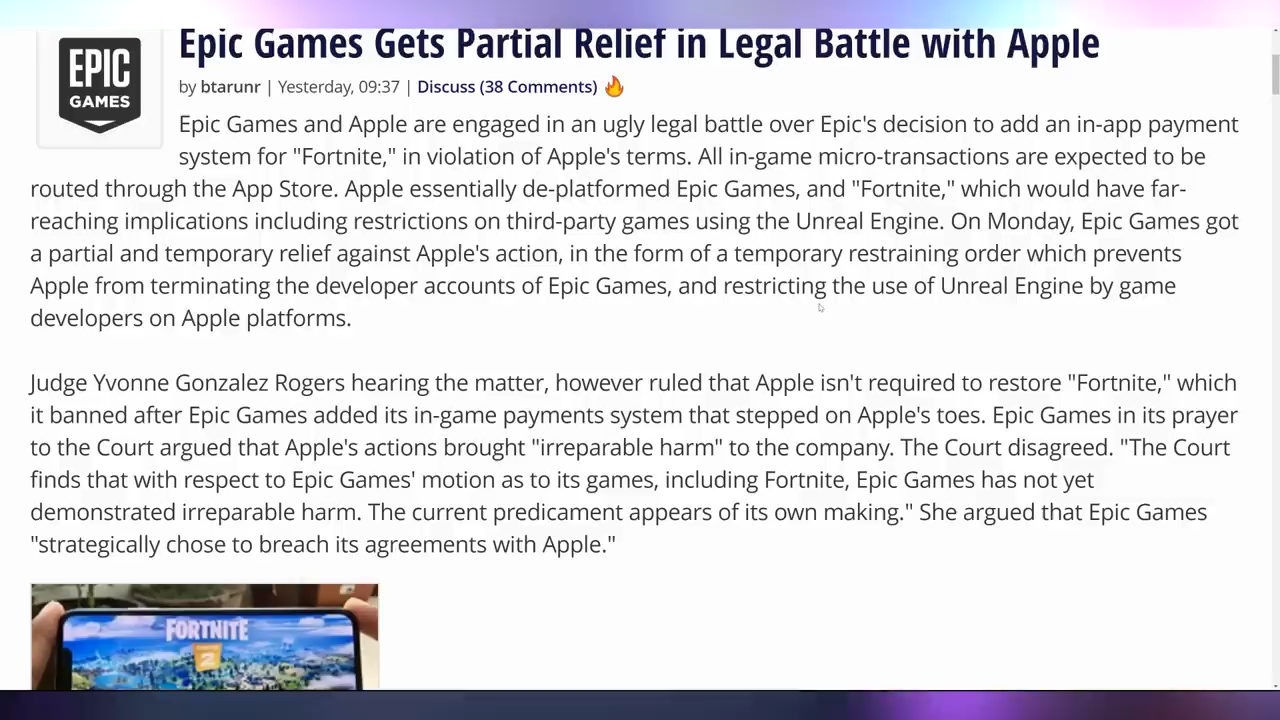 Epic Games Gets Partial Relief in Legal Battle with Apple
EPIC
GAMES
by btarunr | Yesterday, 09:37 | Discuss (38 Comments)
Epic Games and Apple are engaged in an ugly legal battle over Epic's decision to add an in-app payment
system for "Fortnite," in violation of Apple's terms. All in-game micro-transactions are expected to be
routed through the App Store. Apple essentially de-platformed Epic Games, and "Fortnite," which would have far-
reaching implications including restrictions on third-party games using the Unreal Engine. On Monday, Epic Games got
a partial and temporary relief against Apple's action, in the form of a temporary restraining order which prevents
Apple from terminating the developer accounts of Epic Games, and restricting the use of Unreal Engine by game
developers on Apple platforms.
Judge Yvonne Gonzalez Rogers hearing the matter, however ruled that Apple isn't required to restore "Fortnite," which
it banned after Epic Games added its in-game payments system that stepped on Apple's toes. Epic Games in its prayer
to the Court argued that Apple's actions brought "irreparable harm" to the company. The Court disagreed. "The Court
finds that with respect to Epic Games' motion as to its games, including Fortnite, Epic Games has not yet
demonstrated irreparable harm. The current predicament appears of its own making." She argued that Epic Games
"strategically chose to breach its agreements with Apple."
FORTNITE
2